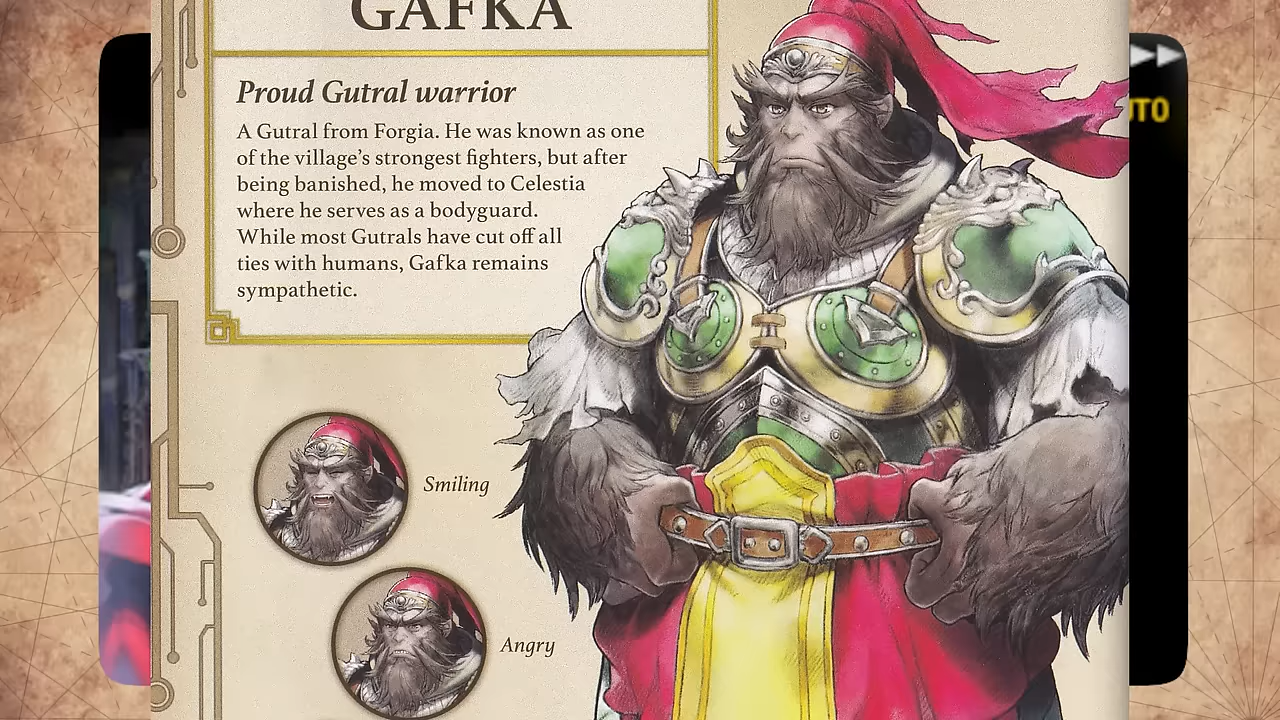 GAFKA
Proud Gutral warrior
A Gutral from Forgia. He was known as one
of the village's strongest fighters, but after
being banished, he moved to Celestia
where he serves as a bodyguard.
While most Gutrals have cut off all
ties with humans, Gafka remains
sympathetic.
Smiling
Angry